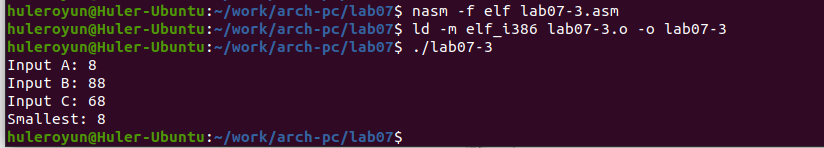 huleroyun@Huler-Ubuntu:~/work/arch-pc/lab07$ nasm -f elf lab07-3.asm
huleroyun@Huler-Ubuntu:~/work/arch-pc/lab07$ ld -m elf_i386 lab07-3.o -o lab07-3
huleroyun@Huler-Ubuntu:~/work/arch-pc/lab07$ ./lab07-3
Input A: 8
Input B: 88
Input C: 68
Smallest: 8
huleroyun@Huler-Ubuntu:~/work/arch-pc/lab07$